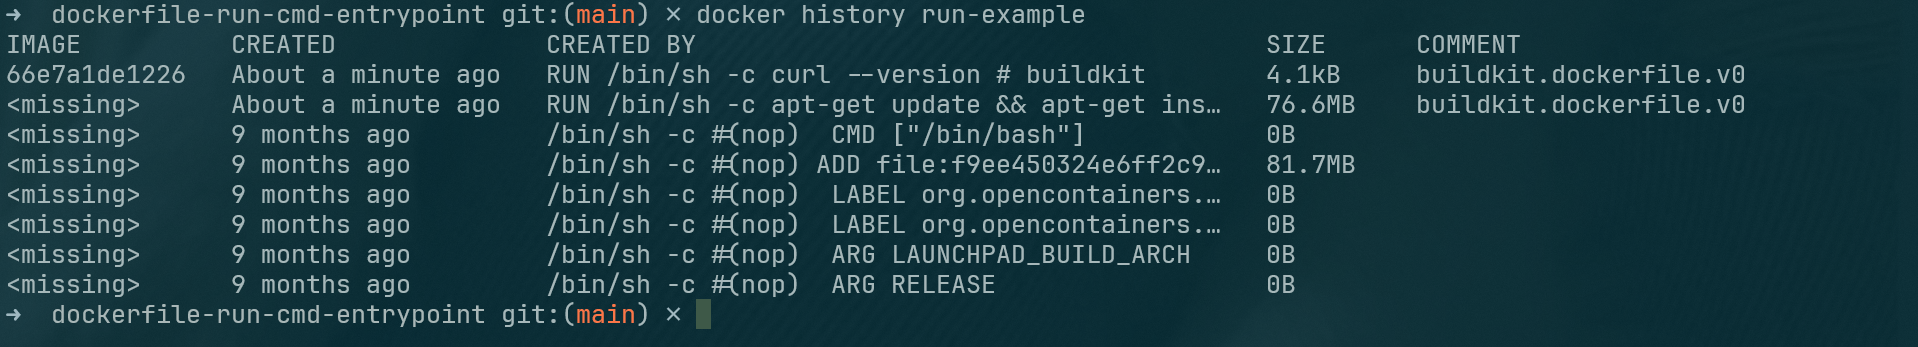 → dockerfile-run-cmd-entrypoint git:(main) × docker history run-example
IMAGE CREATED CREATED BY SIZE COMMENT
66e7a1de1226 About a minute ago RUN /bin/sh -c curl --version # buildkit 4.1kB buildkit.dockerfile.v0
<missing> About a minute ago RUN /bin/sh -c apt-get update && apt-get ins… 76.6MB buildkit.dockerfile.v0
<missing> 9 months ago /bin/sh -c #(nop)  CMD ["/bin/bash"] 0B
<missing> 9 months ago /bin/sh -c #(nop) ADD file:f9ee450324e6ff2c9… 81.7MB
<missing> 9 months ago /bin/sh -c #(nop)  LABEL org.opencontainers.… 0B
<missing> 9 months ago /bin/sh -c #(nop)  LABEL org.opencontainers.… 0B
<missing> 9 months ago /bin/sh -c #(nop)  ARG LAUNCHPAD_BUILD_ARCH 0B
<missing> 9 months ago /bin/sh -c #(nop)  ARG RELEASE 0B
→ dockerfile-run-cmd-entrypoint git:(main) ×